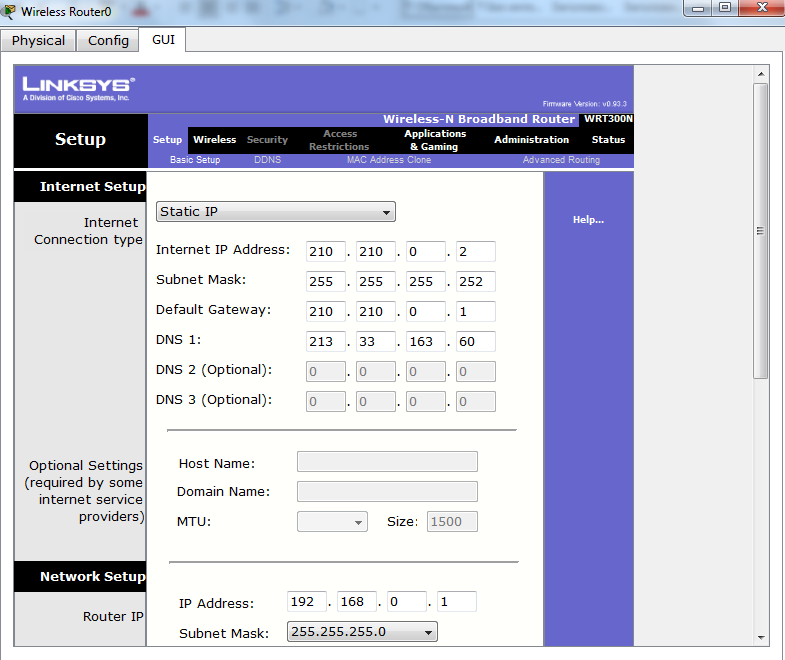 Wireless Router0
Physical Config GUI
LINKSYS®
A Division of Cisco Systems, Inc.
Firmware Version: v0.93.3
Wireless-N Broadband Router WRT300N
Setup
Setup Wireless Security Access Restrictions Applications & Gaming Administration Status
Basic Setup DDNS MAC Address Clone Advanced Routing
Internet Setup
Internet Connection type
Static IP
Help...
Internet IP Address: 210 . 210 . 0 . 2
Subnet Mask: 255 . 255 . 255 . 252
Default Gateway: 210 . 210 . 0 . 1
DNS 1: 213 . 33 . 163 . 60
DNS 2 (Optional): 0 . 0 . 0 . 0
DNS 3 (Optional): 0 . 0 . 0 . 0
Optional Settings
(required by some
internet service
providers)
Host Name:
Domain Name:
MTU: Size: 1500
Network Setup
Router IP
IP Address: 192 . 168 . 0 . 1
Subnet Mask: 255.255.255.0